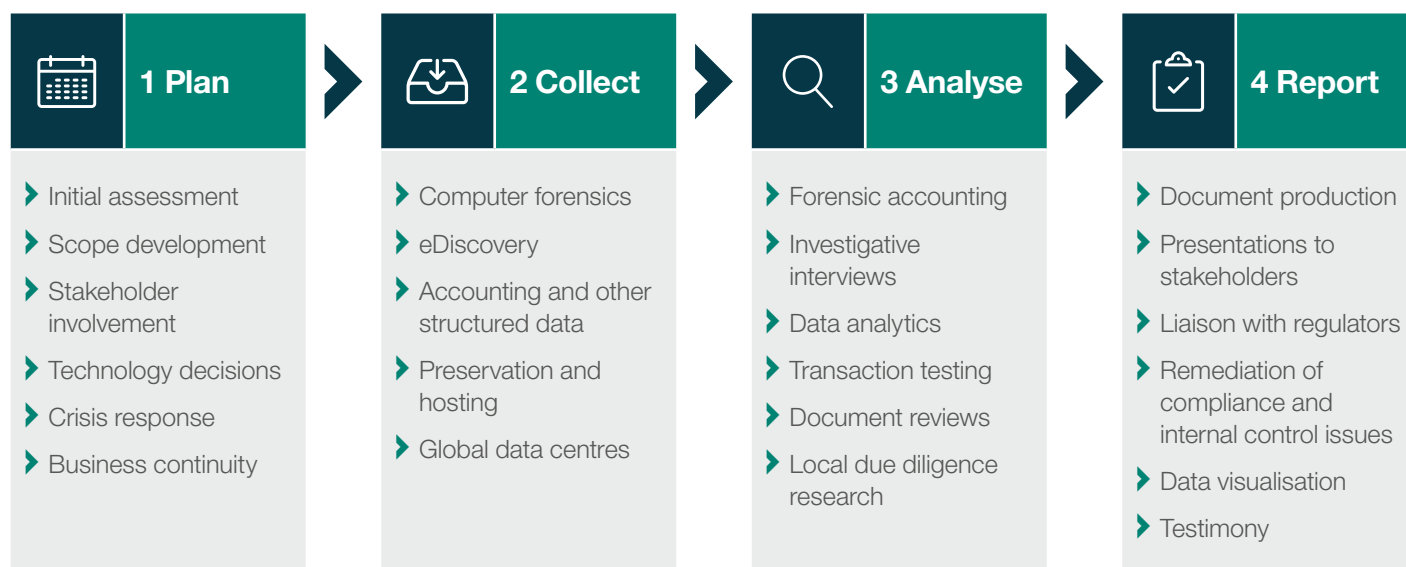 1 Plan
Initial assessment
Scope development
Stakeholder
involvement
Technology decisions
Crisis response
Business continuity
2 Collect
Computer forensics
eDiscovery
Accounting and other
structured data
Preservation and
hosting
Global data centres
3 Analyse
Forensic accounting
Investigative
interviews
Data analytics
Transaction testing
Document reviews
Local due diligence
research
4 Report
Document production
Presentations to
stakeholders
Liaison with regulators
Remediation of
compliance and
internal control issues
Data visualisation
Testimony